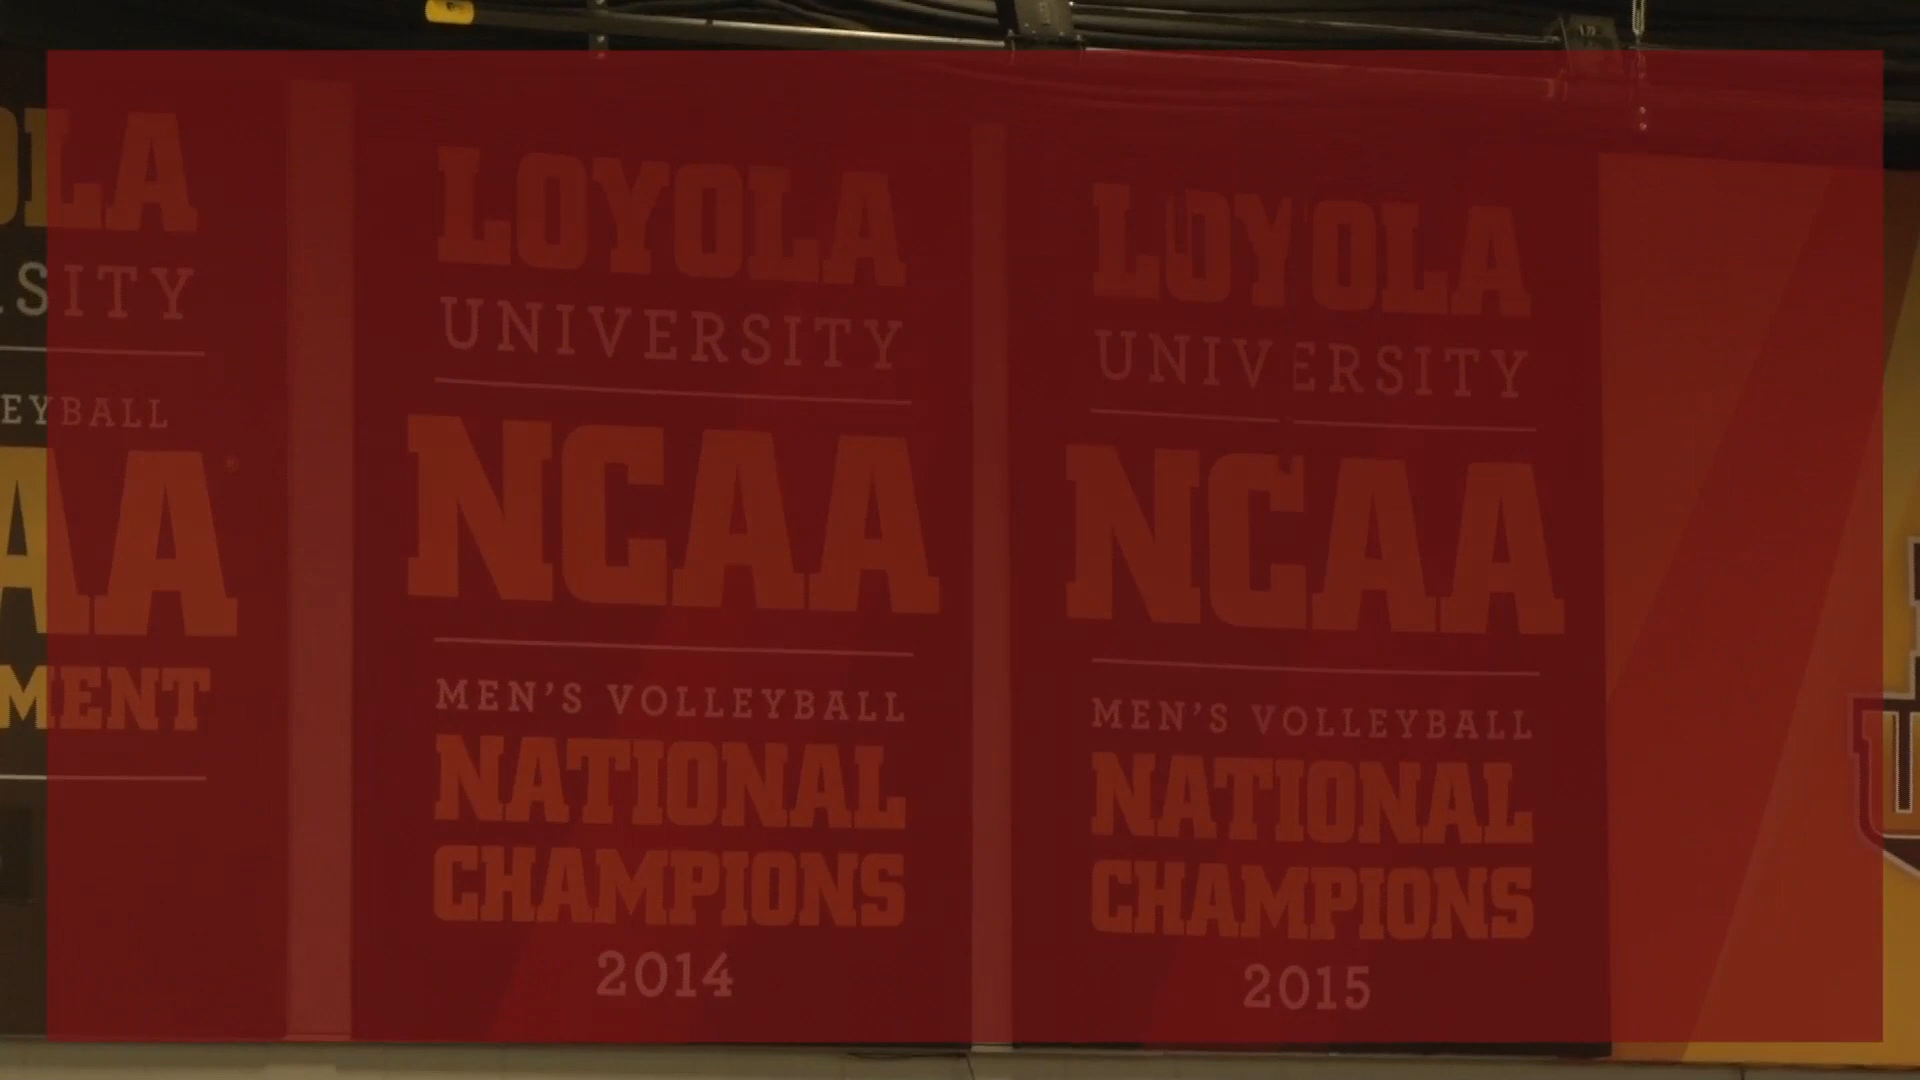 LA
SITY
EYBALL
AA
MENT
LOYOLA
UNIVERSITY
NCAA
MEN'S VOLLEYBALL
NATIONAL
CHAMPIONS
2014
LOYOLA
UNIVERSITY
NCAA
MEN'S VOLLEYBALL
NATIONAL
CHAMPIONS
2015